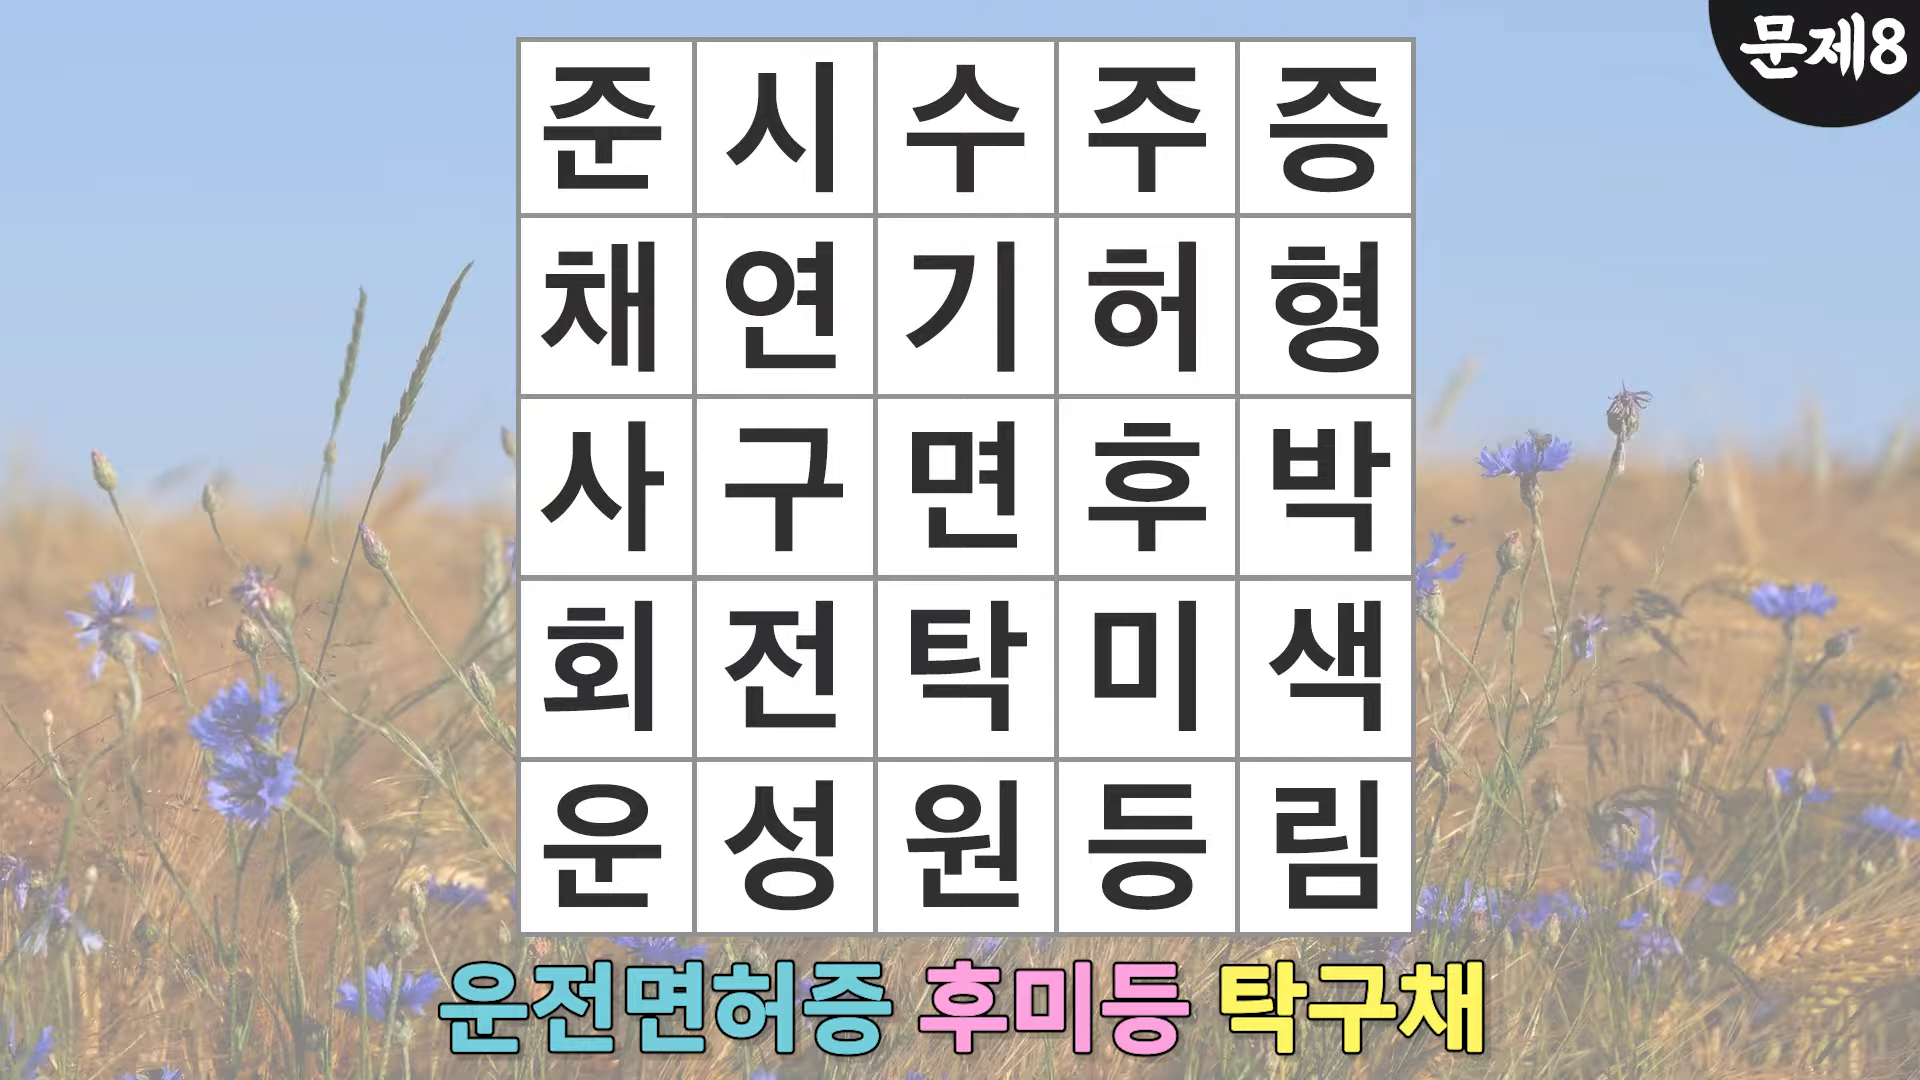 문제8
준 시 수 주 증
채 연 기 허 형
사 구 면 후 박
회 전 탁 미 색
운 성 원 등 림
운전면허증 후미등 탁구채